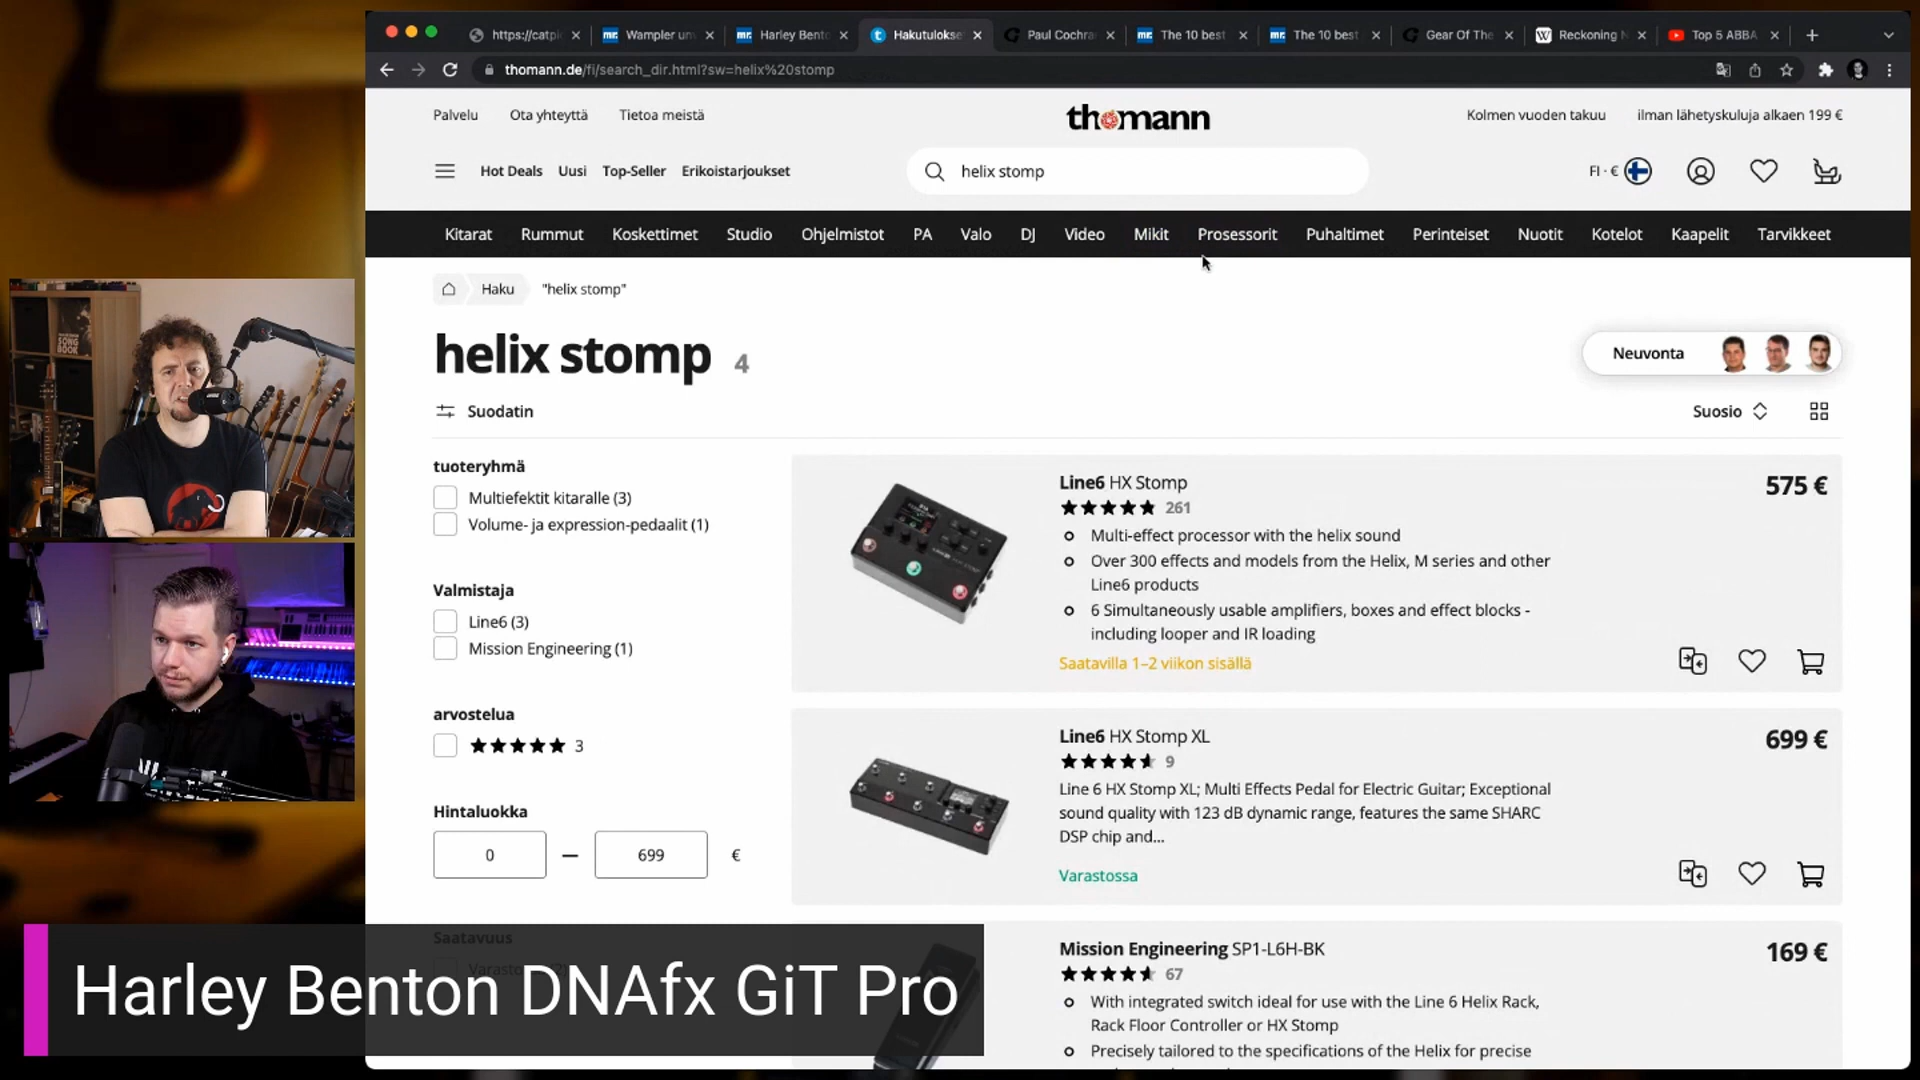 https://catpi
mr. Wampler un
mr. Harley Bento
t Hakutulokse
Paul Cochra
mr. The 10 best
mr. The 10 best
Gear Of The
W Reckoning N
Top 5 ABBA
thomann.de/fi/search_dir.html?sw=helix%20stomp
Palvelu Ota yhteyttä Tietoa meistä
thomann
Kolmen vuoden takuu ilman lähetyskuluja alkaen 199 €
Hot Deals Uusi Top-Seller Erikoistarjoukset
helix stomp
FI · €
Kitarat Rummut Koskettimet Studio Ohjelmistot PA Valo DJ Video Mikit Prosessorit Puhaltimet Perinteiset Nuotit Kotelot Kaapelit Tarvikkeet
Haku "helix stomp"
helix stomp 4
Neuvonta
Suodatin
Suosio
tuoteryhmä
Multiefektit kitaralle (3)
Volume- ja expression-pedaalit (1)
Valmistaja
Line6 (3)
Mission Engineering (1)
arvostelua
3
Hintaluokka
0 — 699 €
Saatavuus
Line6 HX Stomp
575 €
261
Multi-effect processor with the helix sound
Over 300 effects and models from the Helix, M series and other
Line6 products
6 Simultaneously usable amplifiers, boxes and effect blocks -
including looper and IR loading
Saatavilla 1–2 viikon sisällä
Line6 HX Stomp XL
699 €
9
Line 6 HX Stomp XL; Multi Effects Pedal for Electric Guitar; Exceptional
sound quality with 123 dB dynamic range, features the same SHARC
DSP chip and...
Varastossa
Mission Engineering SP1-L6H-BK
169 €
67
With integrated switch ideal for use with the Line 6 Helix Rack,
Rack Floor Controller or HX Stomp
Precisely tailored to the specifications of the Helix for precise
SONG
BOOK
Harley Benton DNAfx GiT Pro